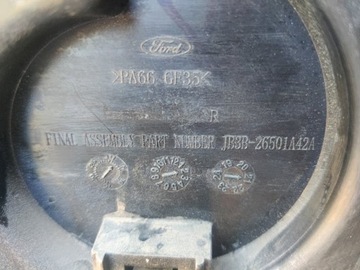 Ford
>PA66 GF35<
R
FINAL ASSEMBLY PART NUMBER JB3B-26501A42A